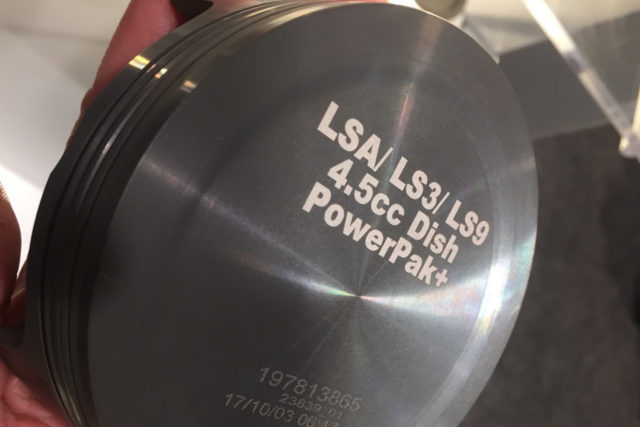 LSA/ LS3/ LS9
4.5cc Dish
PowerPak+
197813865
23839 01
17/10/03